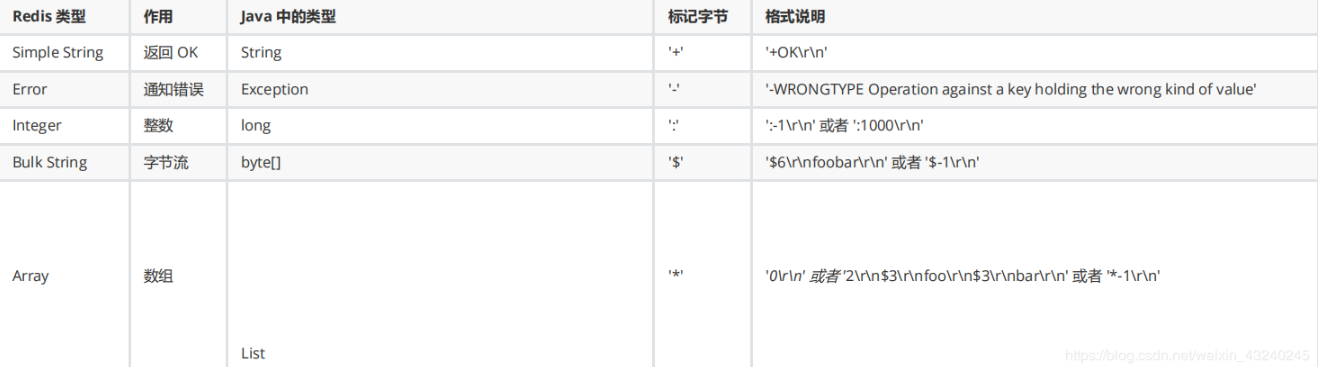 Redis 类型 作用 Java 中的类型 标记字节 格式说明
Simple String 返回 OK String '+' '+OK\r\n'
Error 通知错误 Exception '-' '-WRONGTYPE Operation against a key holding the wrong kind of value'
Integer 整数 long ':' ':-1\r\n' 或者 ':1000\r\n'
Bulk String 字节流 byte[] '$' '$6\r\nfoobar\r\n' 或者 '$-1\r\n'
Array 数组 '*' '0\r\n' 或者 '2\r\n$3\r\nfoo\r\n$3\r\nbar\r\n' 或者 '*-1\r\n'
List
https://blog.csdn.net/weixin_43240245